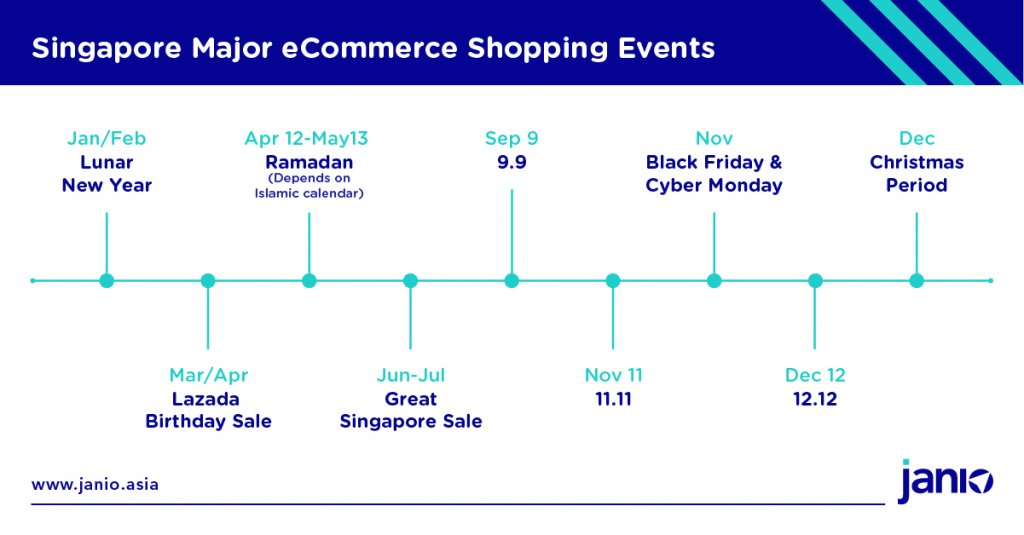 Singapore Major eCommerce Shopping Events
Jan/Feb
Lunar
New Year
Mar/Apr
Lazada
Birthday Sale
Apr 12-May13
Ramadan
(Depends on
Islamic calendar)
Jun-Jul
Great
Singapore Sale
Sep 9
9.9
Nov 11
11.11
Nov
Black Friday &
Cyber Monday
Dec 12
12.12
Dec
Christmas
Period
www.janio.asia
janio